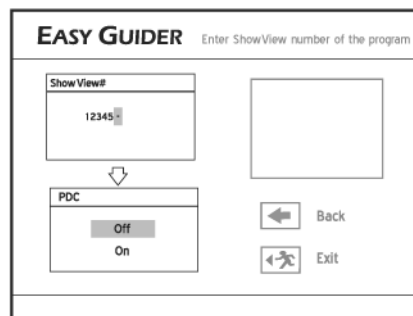 EASY GUIDER Enter ShowView number of the program
ShowView#
12345-
PDC
Off
On
Back
Exit